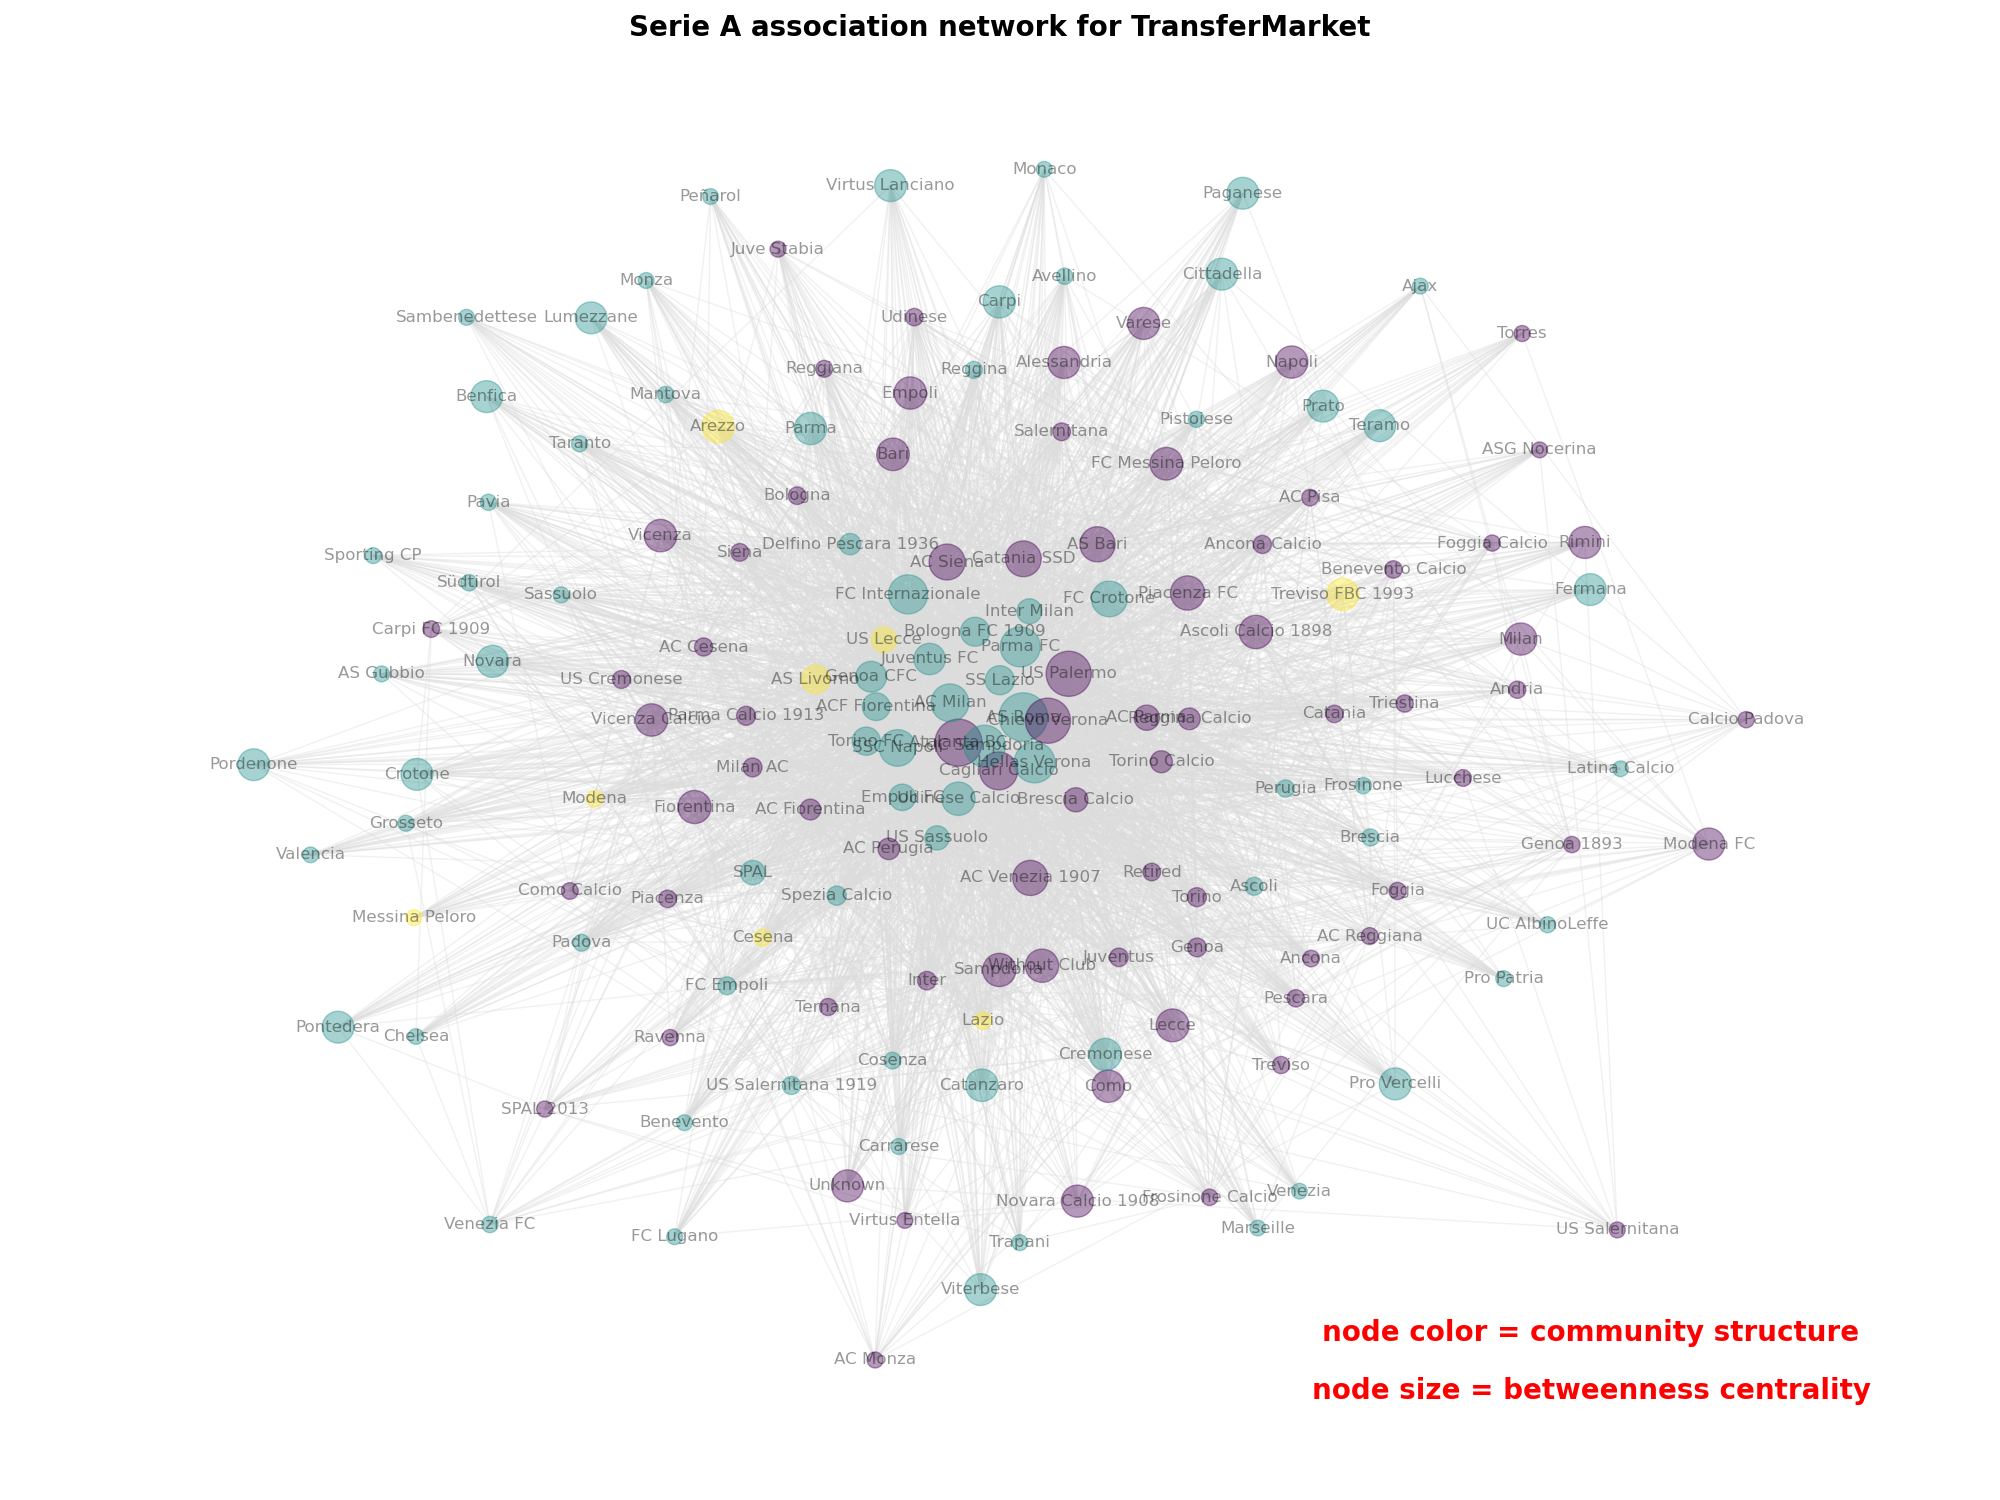 Serie A association network for TransferMarket
Monaco
Peñarol
Virtus Lanciano
Paganese
Juve Stabia
Monza
Avellino
Cittadella
Ajax
Carpi
Sambenedettese
Lumezzane
Udinese
Varese
Torres
Reggiana
Reggina
Alessandria
Napoli
Benfica
Mantova
Empoli
Prato
Arezzo
Parma
Pistoiese
Teramo
Taranto
Salernitana
Bari
FC Messina Peloro
ASG Nocerina
Bologna
AC Pisa
Pavia
Vicenza
Siena
Delfino Pescara 1936
AS Bari
Ancona Calcio
Foggia Calcio
Rimini
Sporting CP
AC Siena
Catania SSD
Benevento Calcio
Südtirol
Sassuolo
FC Internazionale
FC Crotone
Piacenza FC
Treviso FBC 1993
Fermana
Inter Milan
Carpi FC 1909
US Lecce
Bologna FC 1909
Ascoli Calcio 1898
Milan
AC Cesena
Parma FC
Novara
Juventus FC
AS Gubbio
US Cremonese
AS Livorno
Genoa CFC
SS Lazio
US Palermo
Andria
Vicenza Calcio
Parma Calcio 1913
ACF Fiorentina
AC Milan
AS Roma
Chievo Verona
AC Parma
Reggina Calcio
Catania
Triestina
Calcio Padova
Torino FC
Atalanta BC
SSC Napoli
UC Sampdoria
Pordenone
Crotone
Milan AC
Hellas Verona
Cagliari Calcio
Torino Calcio
Lucchese
Latina Calcio
Modena
Fiorentina
AC Fiorentina
Empoli FC
Udinese Calcio
Brescia Calcio
Perugia
Frosinone
Grosseto
US Sassuolo
Brescia
Valencia
AC Perugia
Genoa 1893
Modena FC
Como Calcio
Piacenza
SPAL
Spezia Calcio
AC Venezia 1907
Retired
Torino
Ascoli
Foggia
Messina Peloro
UC AlbinoLeffe
Padova
Cesena
Genoa
AC Reggiana
FC Empoli
Inter
Sampdoria
Without Club
Juventus
Ancona
Pro Patria
Ternana
Pescara
Pontedera
Chelsea
Ravenna
Lazio
Lecce
Cosenza
Cremonese
Treviso
US Salernitana 1919
Catanzaro
Como
Pro Vercelli
SPAL 2013
Benevento
Carrarese
Unknown
Novara Calcio 1908
Frosinone Calcio
Venezia
Venezia FC
FC Lugano
Virtus Entella
Trapani
Marseille
US Salernitana
Viterbese
node color = community structure
AC Monza
node size = betweenness centrality